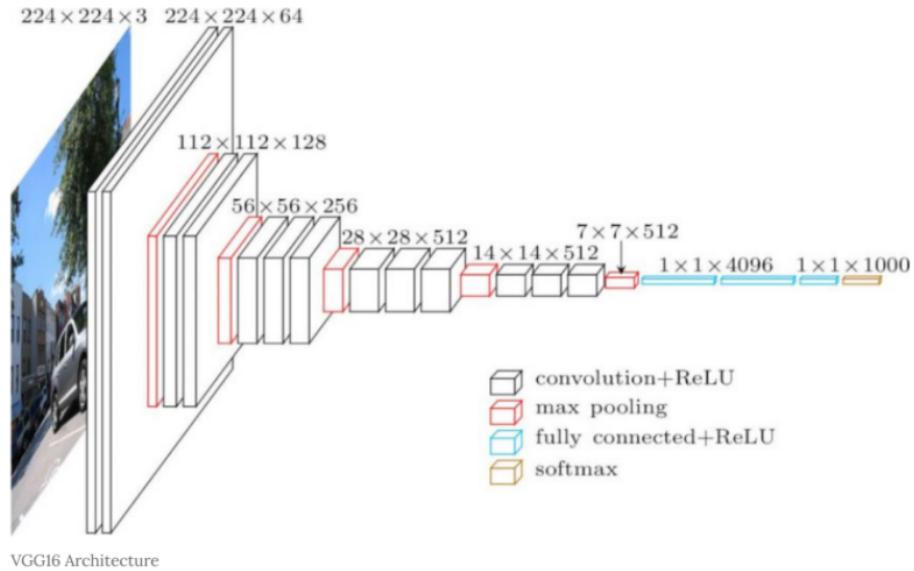 224×224×3 224×224×64
112×112×128
56×56×256
28×28×512
14×14×512
7×7×512
1×1×4096 1×1×1000
convolution+ReLU
max pooling
fully connected+ReLU
softmax
VGG16 Architecture